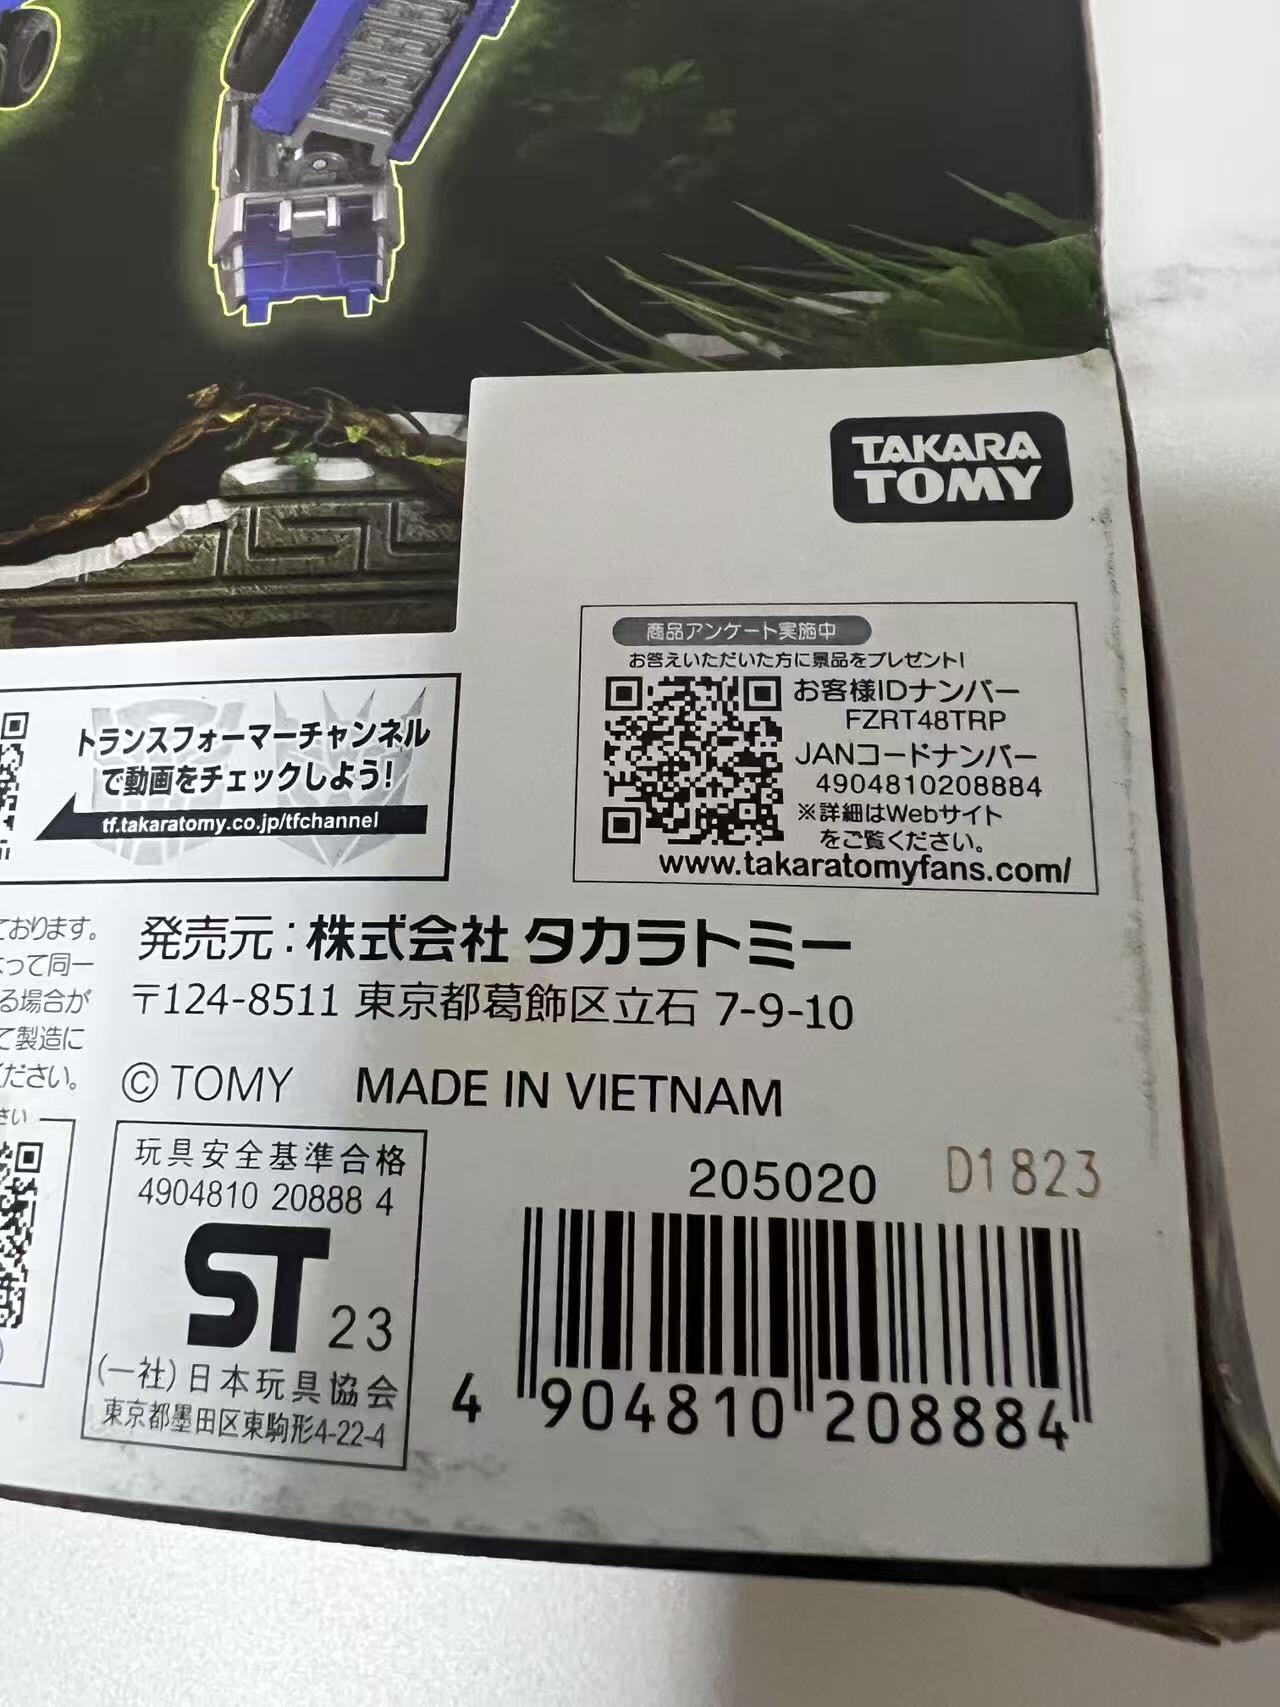 TAKARA
TOMY
商品アンケート実施中
お答えいただいた方に景品をプレゼント!
お客様IDナンバー
FZRT48TRP
JANコードナンバー
4904810208884
※詳細はWebサイト
をご覧ください。
www.takaratomyfans.com/
トランスフォーマーチャンネル
で動画をチェックしよう!
tf.takaratomy.co.jp/tfchannel
ております。
よって同一
る場合が
て製造に
ください。
さい
発売元:株式会社タカラトミー
〒124-8511 東京都葛飾区立石 7-9-10
© TOMY MADE IN VIETNAM
玩具安全基準合格
4904810 20888 4
ST 23
(一社)日本玩具協会
東京都墨田区東駒形4-22-4
205020 D1823
4 904810 208884